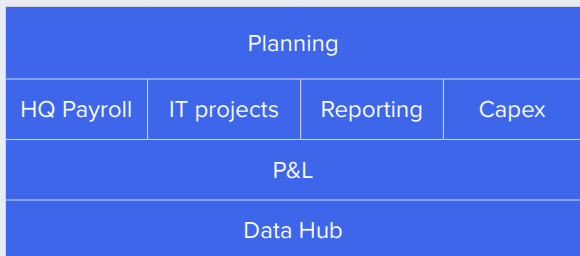 Planning
HQ Payroll
IT projects
Reporting
Capex
P&L
Data Hub